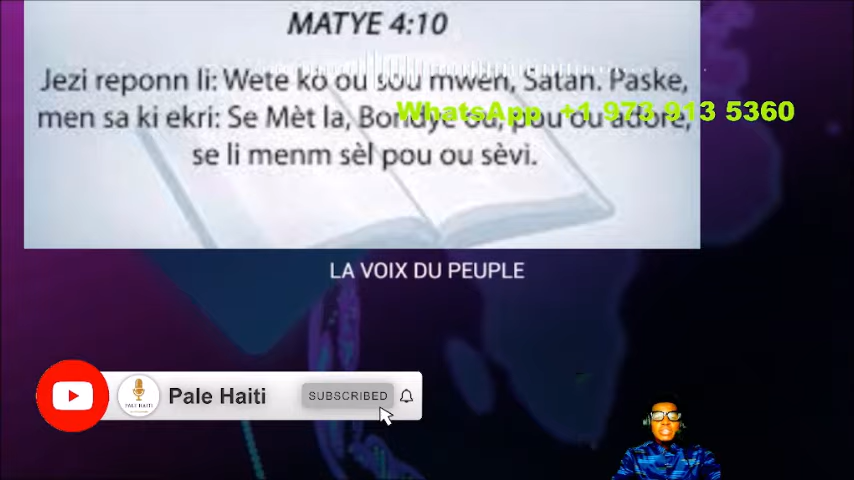 MATYE 4:10
Jezi reponn li: Wete kò ou sou mwen, Satan. Paske,
men sa ki ekri: Se Mèt la, Bondye ou, pou ou adore,
WhatsApp +1 973 913 5360
se li menm sèl pou ou sèvi.
LA VOIX DU PEUPLE
Pale Haiti
SUBSCRIBED
PALE HAITI